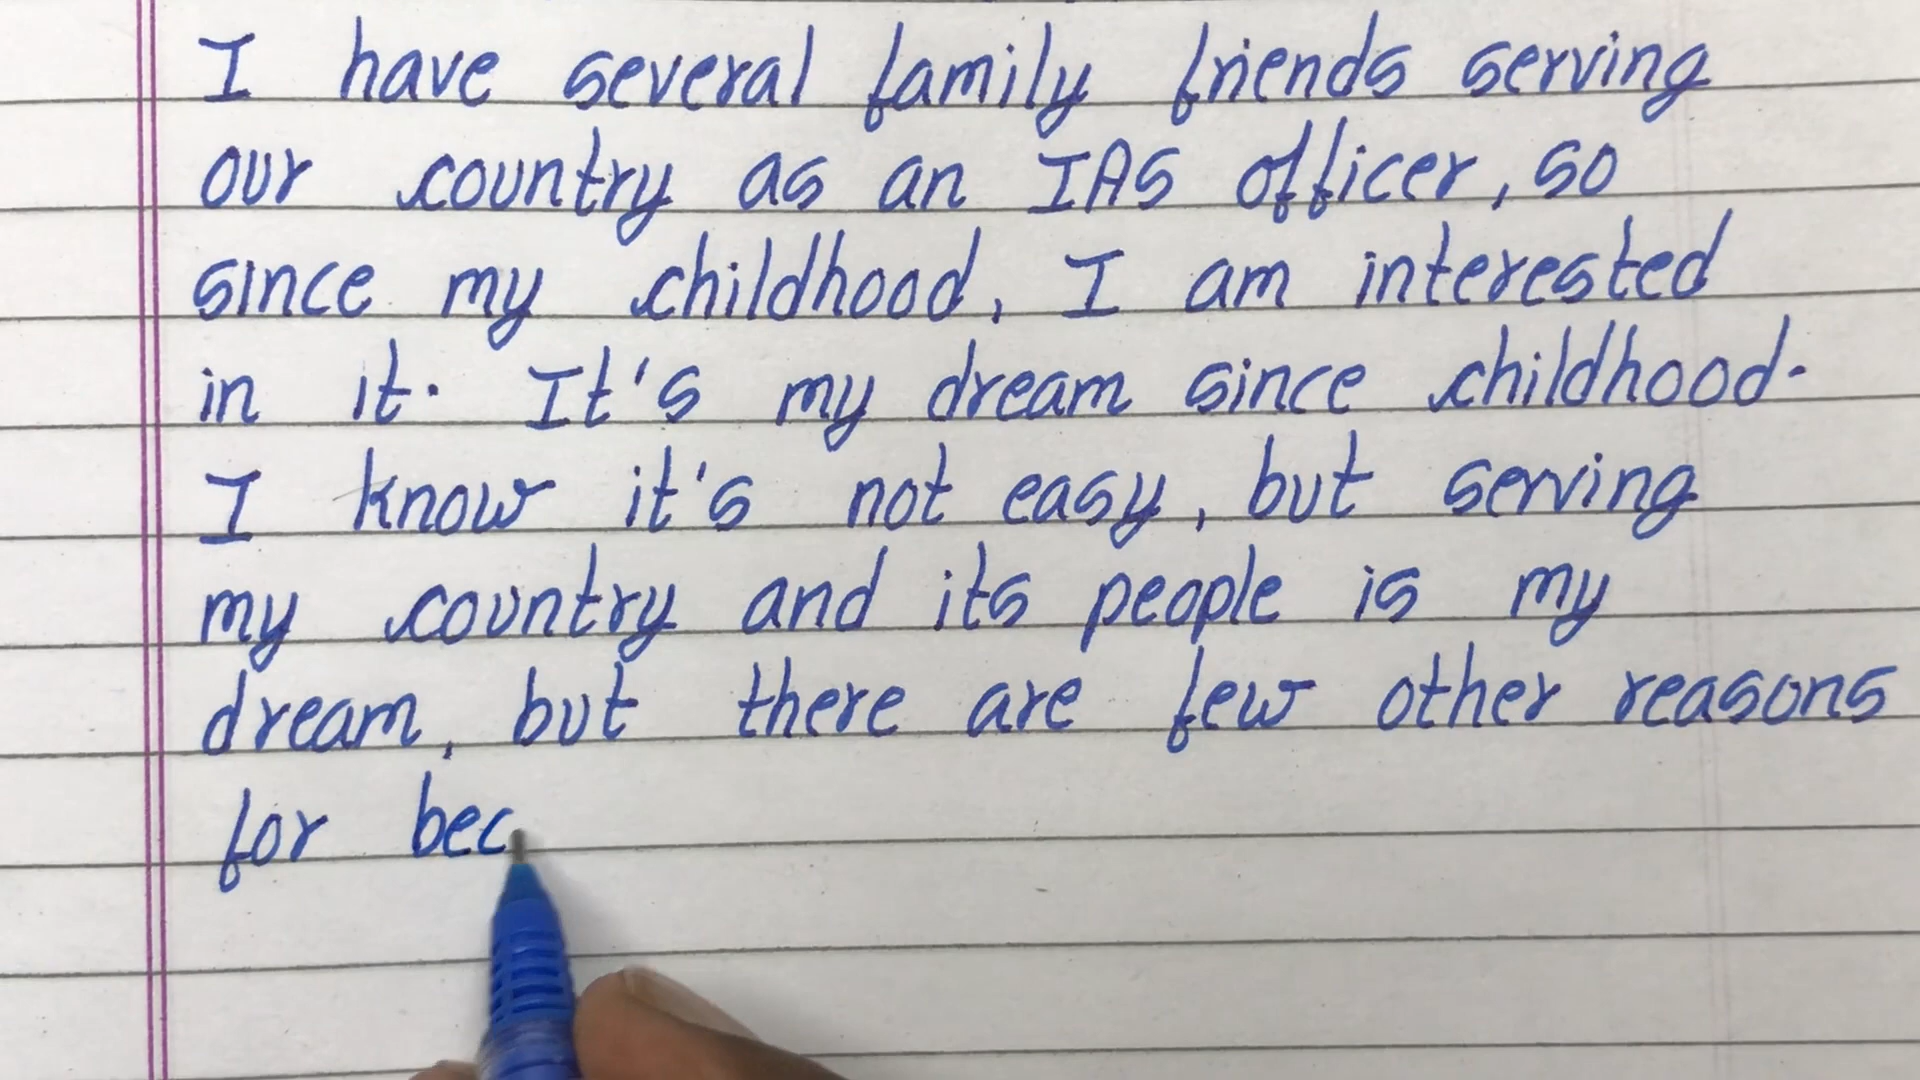 I have several family friends serving
our country as an IAS officer, so
since my childhood, I am interested
in it. It's my dream since childhood.
I know it's not easy, but serving
my country and its people is my
dream, but there are few other reasons
for bec